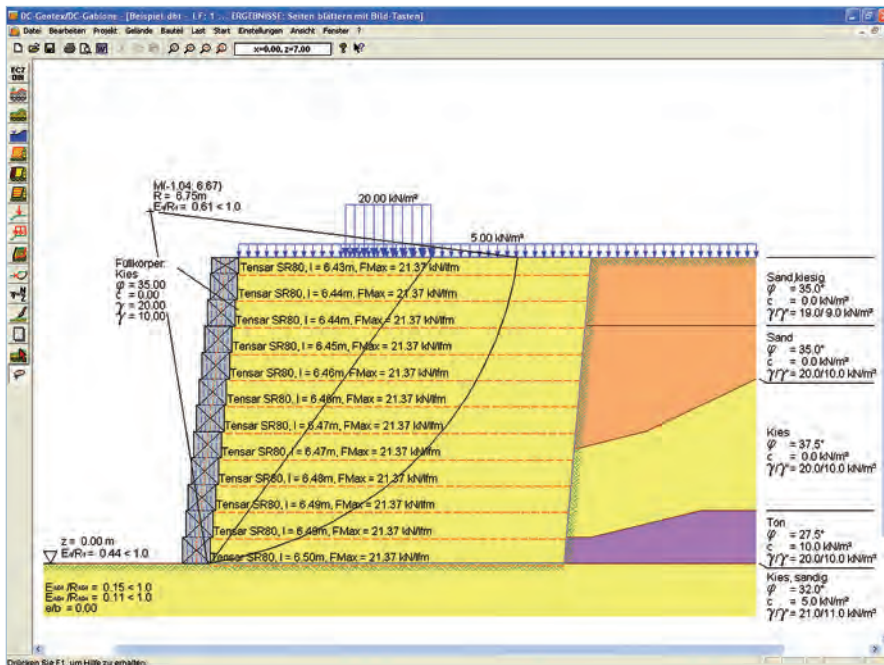 DC-Geotex/DC-Gabione - [Beispiel.dbt - LF: 1 ... ERGEBNISSE: Seiten blättern mit Bild-Tasten]
Datei Bearbeiten Projekt Gelände Bauteil Last Start Einstellungen Ansicht Fenster ?
x=0.00, z=7.00
EC7
DIN
M(-1.04; 6.67)
R = 6.75m
< 1.0
20.00 kN/m²
5.00 kN/m²
Füllkörper:
Kies
φ = 35.00
c = 0.00
γ = 20.00
γ = 10.00
Tensar SR80, l = 6.43m, FMax = 21.37 kN/lfm
Tensar SR80, l = 6.44m, FMax = 21.37 kN/lfm
Tensar SR80, l = 6.44m, FMax = 21.37 kN/lfm
Tensar SR80, l = 6.45m, FMax = 21.37 kN/lfm
Tensar SR80, l = 6.46m, FMax = 21.37 kN/lfm
Tensar SR80, l = 6.46m, FMax = 21.37 kN/lfm
Tensar SR80, l = 6.47m, FMax = 21.37 kN/lfm
Tensar SR80, l = 6.47m, FMax = 21.37 kN/lfm
Tensar SR80, l = 6.48m, FMax = 21.37 kN/lfm
Tensar SR80, l = 6.49m, FMax = 21.37 kN/lfm
Tensar SR80, l = 6.49m, FMax = 21.37 kN/lfm
Tensar SR80, l = 6.50m, FMax = 21.37 kN/lfm
Sand,kiesig
φ = 35.0°
c = 0.0 kN/m²
γ/γ' = 19.0/ 9.0 kN/m³
Sand
φ = 35.0°
c = 0.0 kN/m²
γ/γ' = 20.0/10.0 kN/m³
Kies
φ = 37.5°
c = 0.0 kN/m²
γ/γ' = 20.0/10.0 kN/m³
Ton
φ = 27.5°
c = 10.0 kN/m²
γ/γ' = 20.0/10.0 kN/m³
Kies, sandig
φ = 32.0°
c = 5.0 kN/m²
γ/γ' = 21.0/11.0 kN/m³
z = 0.00 m
= 0.44 < 1.0
= 0.15 < 1.0
= 0.11 < 1.0
e/b = 0.00
Drücken Sie F1, um Hilfe zu erhalten.